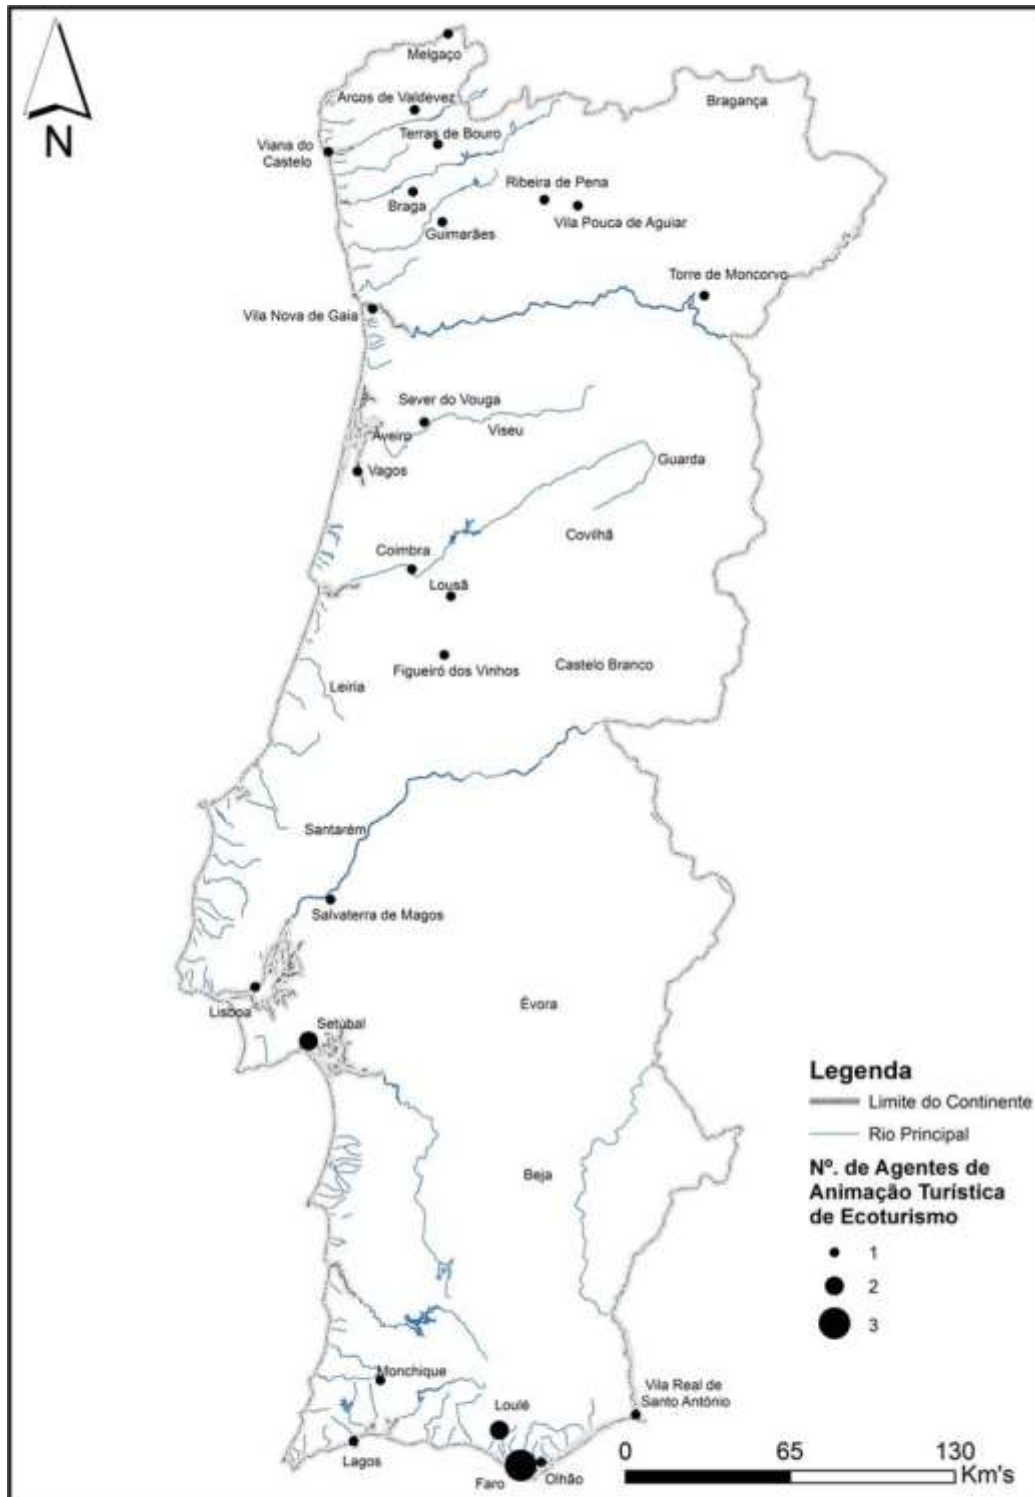 Melgaço
Arcos de Valdevez
Bragança
N
Terras de Bouro
Viana do
Castelo
Ribeira de Pena
Braga
Vila Pouca de Aguiar
Guimarães
Torre de Moncorvo
Vila Nova de Gaia
Sever do Vouga
Viseu
Aveiro
Guarda
Vagos
Covilhã
Coimbra
Lousã
Castelo Branco
Figueiró dos Vinhos
Leiria
Santarém
Salvaterra de Magos
Évora
Lisboa
Setúbal
Legenda
Limite do Continente
Rio Principal
Nº. de Agentes de
Animação Turística
de Ecoturismo
1
2
3
Beja
Monchique
Vila Real de
Santo António
Loulé
Lagos
Faro
Olhão
0
65
130
Km's